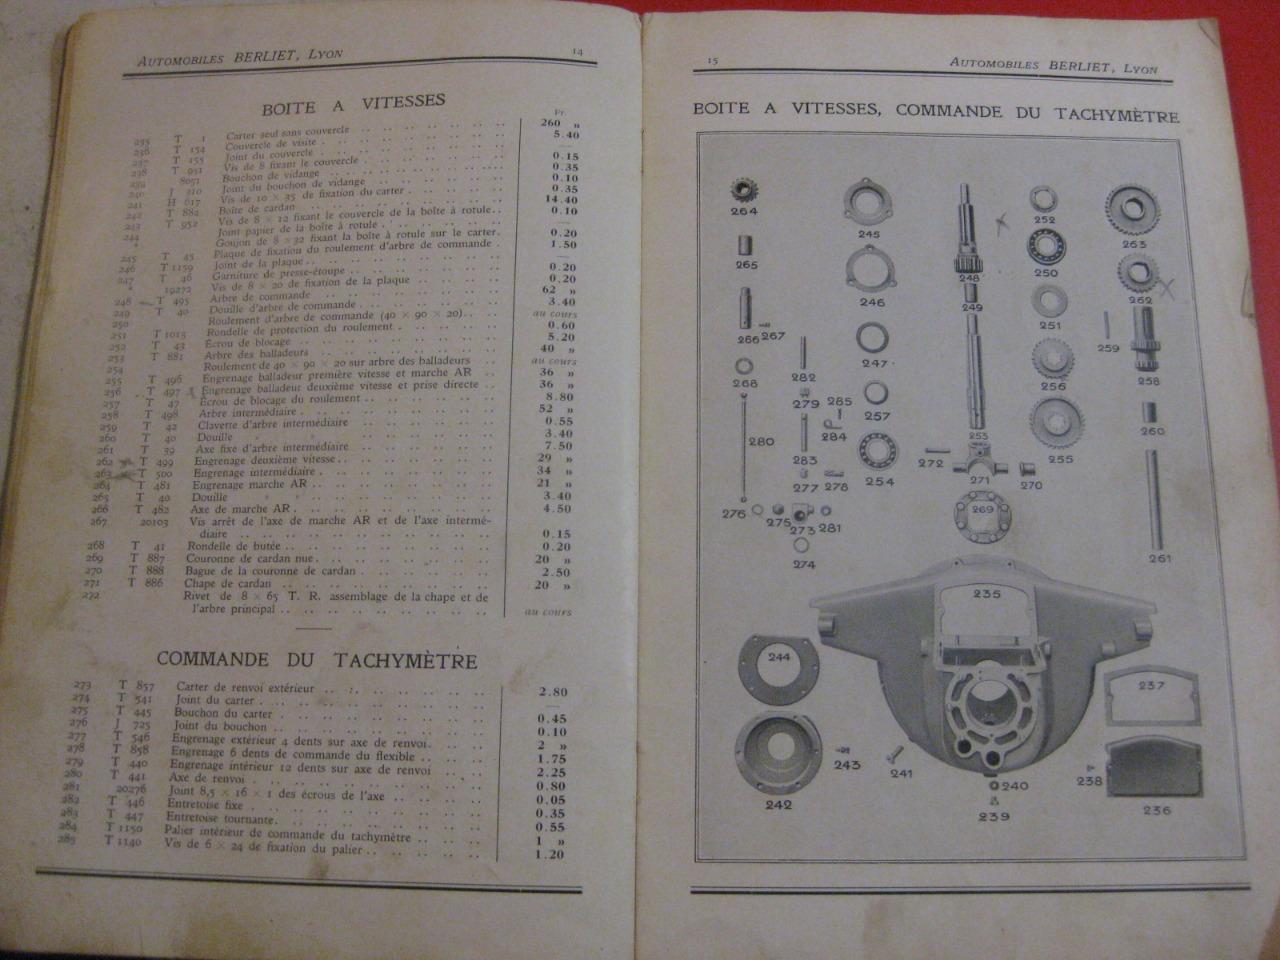 AUTOMOBILES BERLIET, LYON 14
BOITE A VITESSES
Fr.
235 T 1 Carter seul sans couvercle .. .. .. .. .. .. 260 »
236 T 154 Couvercle de visite .. .. .. .. .. .. 5.40
237 T 155 Joint du couvercle .. .. .. .. .. .. —
238 T 951 Vis de 8 fixant le couvercle .. .. .. .. .. 0.15
239 8051 Bouchon de vidange .. .. .. .. .. .. 0.35
240 J 210 Joint du bouchon de vidange .. .. .. .. .. 0.10
241 H 617 Vis de 10 × 35 de fixation du carter .. .. .. .. 0.35
242 T 882 Boîte de cardan .. .. .. .. .. .. 14.40
243 T 952 Vis de 8 × 12 fixant le couvercle de la boîte à rotule .. 0.10
244 Joint papier de la boîte à rotule .. .. .. .. .. —
" Goujon de 8 × 32 fixant la boîte à rotule sur le carter. 0.20
245 T 45 Plaque de fixation du roulement d'arbre de commande . 1.50
246 T 1159 Joint de la plaque .. .. .. .. .. .. —
247 T 46 Garniture de presse-étoupe .. .. .. .. .. 0.20
" 19272 Vis de 8 × 20 de fixation de la plaque .. .. .. .. 0.20
248 T 495 Arbre de commande .. .. .. .. .. 62 »
249 T 40 Douille d'arbre de commande .. .. .. .. .. 3.40
250 Roulement d'arbre de commande (40 × 90 × 20) .. .. au cours
251 T 1013 Rondelle de protection du roulement .. .. .. .. 0.60
252 T 43 Écrou de blocage .. .. .. .. .. .. 5.20
253 T 881 Arbre des balladeurs .. .. .. .. .. .. 40 »
254 Roulement de 40 × 90 × 20 sur arbre des balladeurs .. au cours
255 T 496 Engrenage balladeur première vitesse et marche AR .. 36 »
256 T 497 Engrenage balladeur deuxième vitesse et prise directe .. 36 »
257 T 47 Écrou de blocage du roulement .. .. .. .. .. 8.80
258 T 498 Arbre intermédiaire .. .. .. .. .. .. 52 »
259 T 42 Clavette d'arbre intermédiaire .. .. .. .. .. 0.55
260 T 40 Douille " " .. .. .. .. .. 3.40
261 T 39 Axe fixe d'arbre intermédiaire .. .. .. .. .. 7.50
262 T 499 Engrenage deuxième vitesse .. .. .. .. .. 29 »
263 T 500 Engrenage intermédiaire .. .. .. .. .. .. 34 »
264 T 481 Engrenage marche AR .. .. .. .. .. .. 21 »
265 T 40 Douille " " .. .. .. .. .. 3.40
266 T 482 Axe de marche AR .. .. .. .. .. .. 4.50
267 20103 Vis arrêt de l'axe de marche AR et de l'axe intermé-
diaire .. .. .. .. .. .. .. 0.15
268 T 41 Rondelle de butée .. .. .. .. .. .. 0.20
269 T 887 Couronne de cardan nue .. .. .. .. .. .. 20 »
270 T 888 Bague de la couronne de cardan .. .. .. .. .. 2.50
271 T 886 Chape de cardan .. .. .. .. .. .. 20 »
272 Rivet de 8 × 65 T. R. assemblage de la chape et de
l'arbre principal .. .. .. .. .. .. .. au cours
COMMANDE DU TACHYMÈTRE
273 T 857 Carter de renvoi extérieur .. .. .. .. .. 2.80
274 T 541 Joint du carter .. .. .. .. .. .. —
275 T 445 Bouchon du carter .. .. .. .. .. .. 0.45
276 J 725 Joint du bouchon .. .. .. .. .. .. 0.10
277 T 546 Engrenage extérieur 4 dents sur axe de renvoi .. .. 2 »
278 T 858 Engrenage 6 dents de commande du flexible .. .. .. 1.75
279 T 440 Engrenage intérieur 12 dents sur axe de renvoi .. .. 2.25
280 T 441 Axe de renvoi .. .. .. .. .. .. 0.80
281 20276 Joint 8,5 × 16 × 1 des écrous de l'axe .. .. .. .. 0.05
282 T 446 Entretoise fixe .. .. .. .. .. .. 0.35
283 T 447 Entretoise tournante .. .. .. .. .. .. 0.55
284 T 1150 Palier intérieur de commande du tachymètre .. .. .. 1 »
285 T 1140 Vis de 6 × 24 de fixation du palier .. .. .. .. 1.20
15 AUTOMOBILES BERLIET, LYON
BOITE A VITESSES, COMMANDE DU TACHYMÈTRE
264 245 248 252 263
265 246 249 250 262
266 267 247 251 259 258
268 282 279 285 257 256
280 284 253 255 260
283 254 272 271 270
277 278
276 275 273 281 269 261
274
235
244 237
242 243 241 240 238 236
239